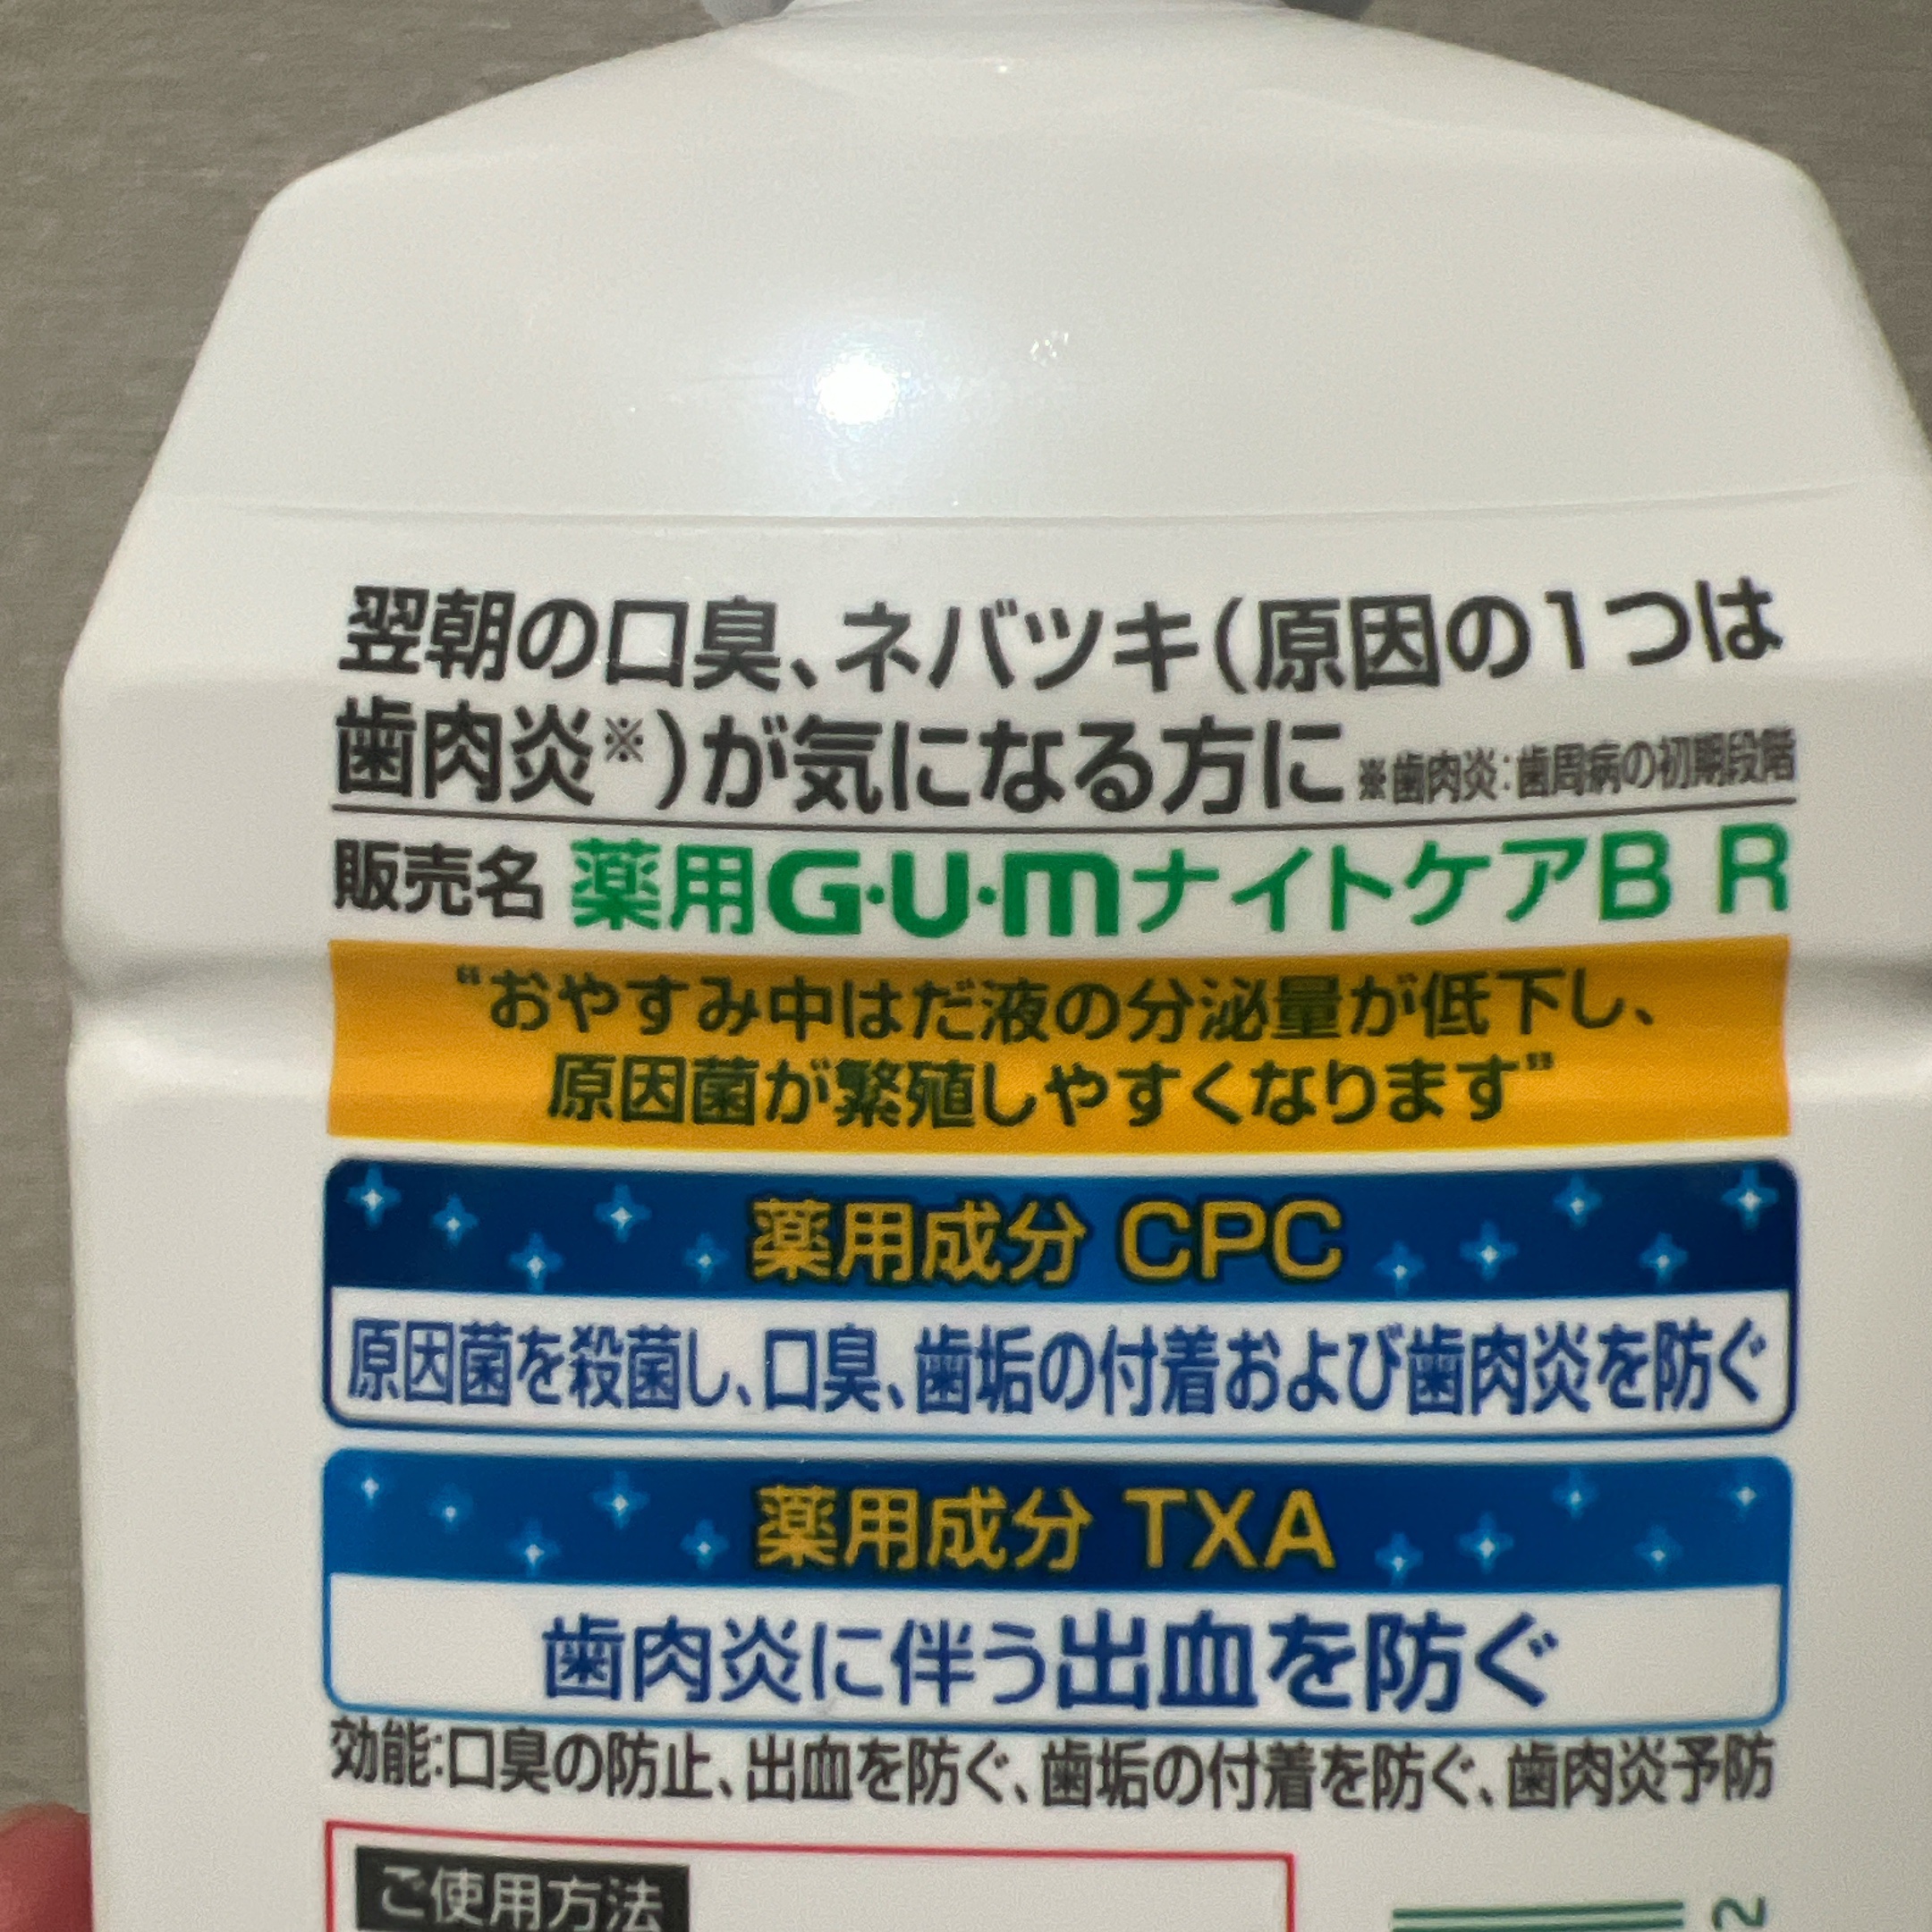 翌朝の口臭、ネバツキ(原因の1つは
歯肉炎※)が気になる方に ※歯肉炎:歯周病の初期段階
販売名 薬用G・U・MナイトケアB R
“おやすみ中はだ液の分泌量が低下し、
原因菌が繁殖しやすくなります”
薬用成分 CPC
原因菌を殺菌し、口臭、歯垢の付着および歯肉炎を防ぐ
薬用成分 TXA
歯肉炎に伴う出血を防ぐ
効能:口臭の防止、出血を防ぐ、歯垢の付着を防ぐ、歯肉炎予防
ご使用方法
2